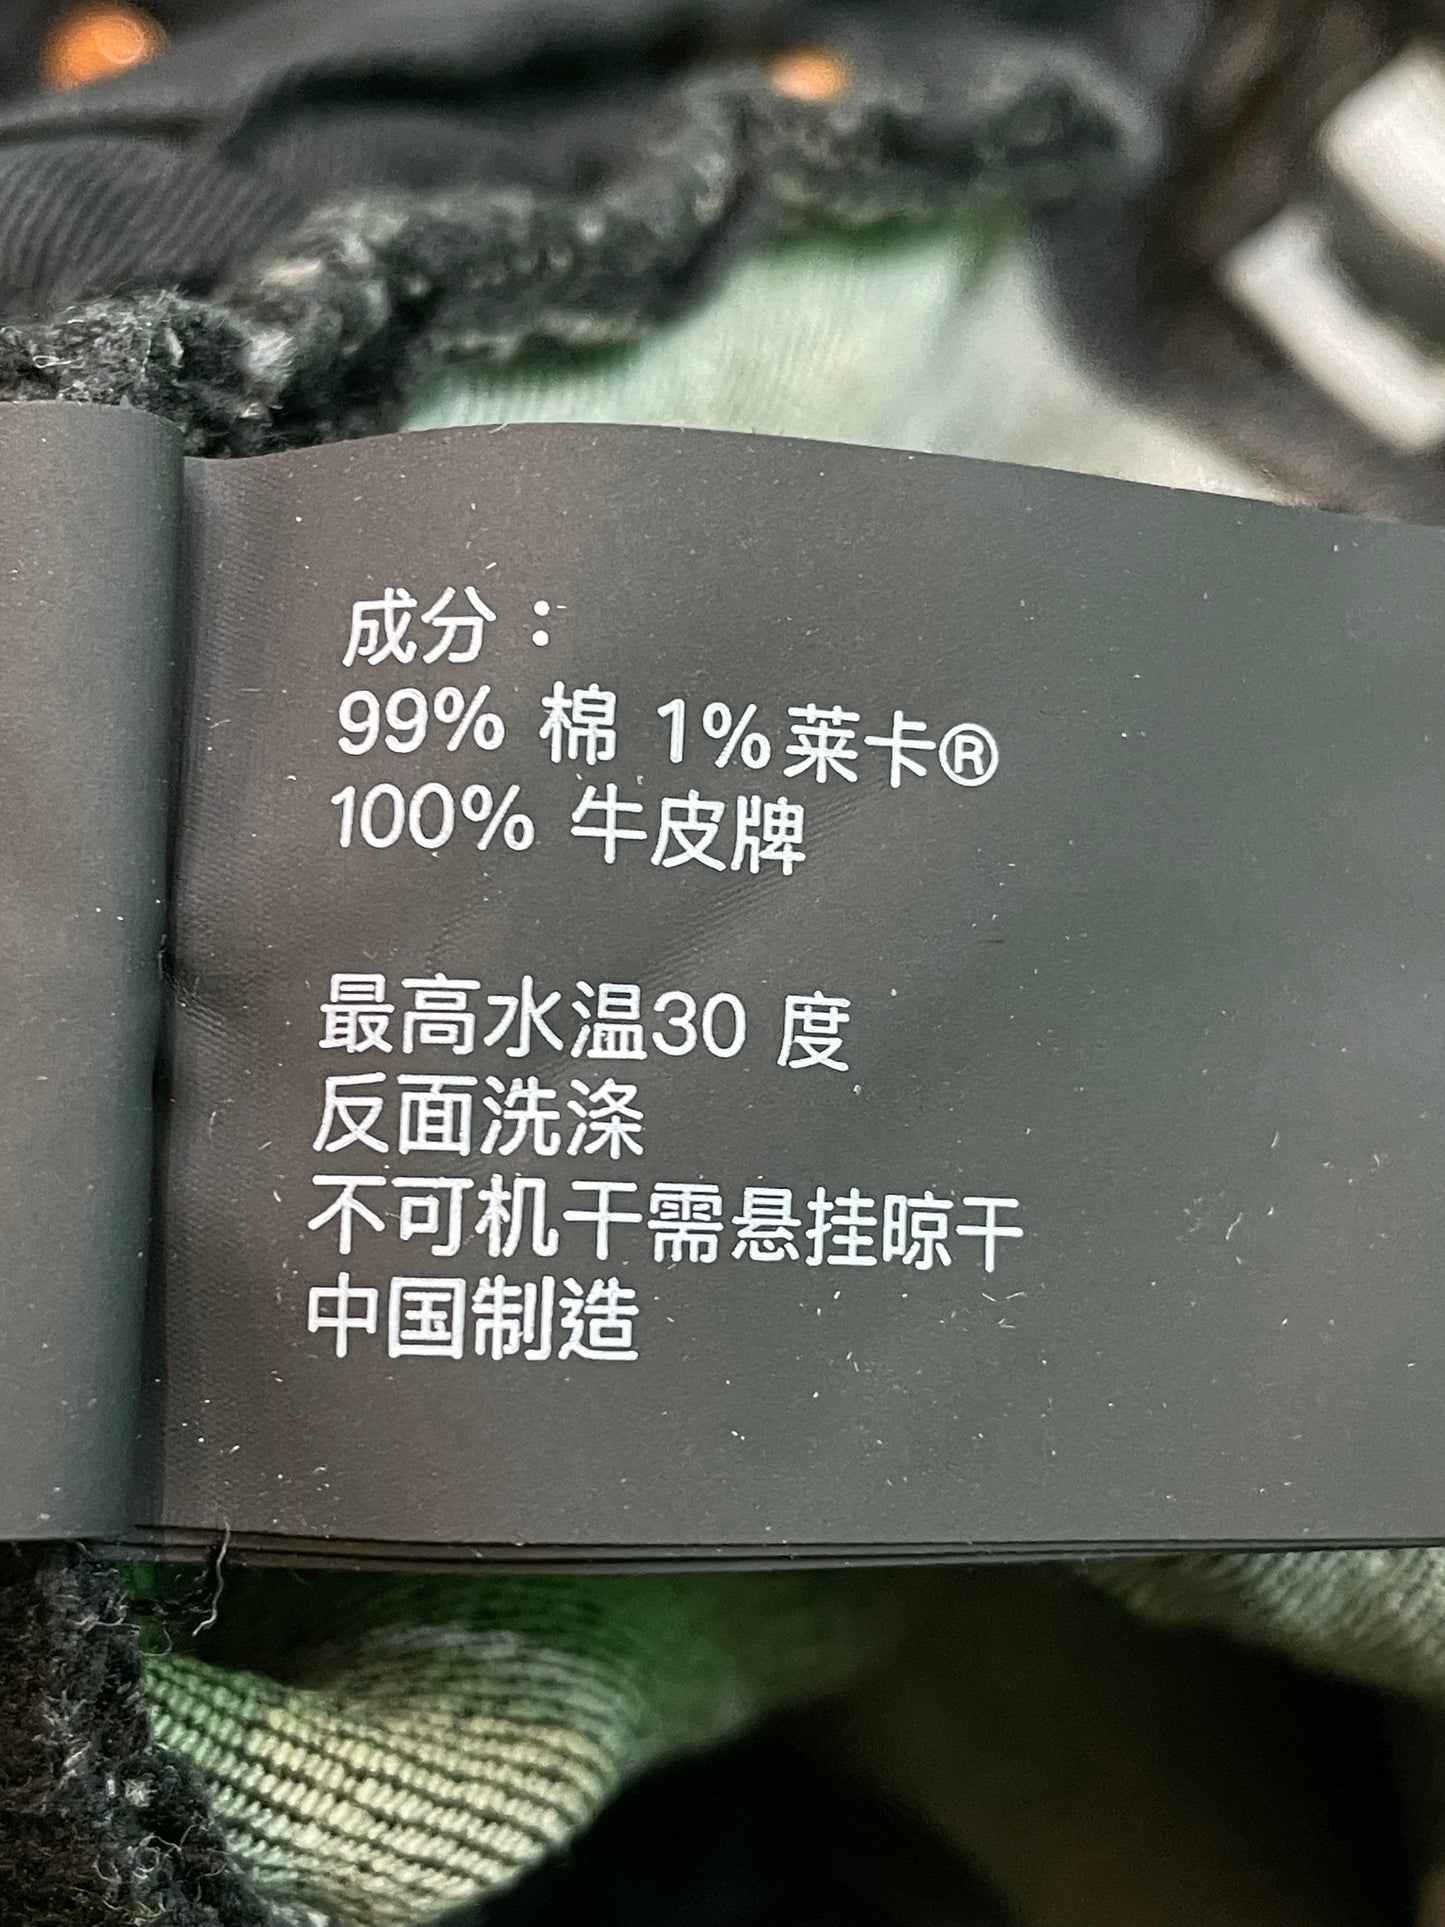 成分：
99% 棉 1%莱卡®
100% 牛皮牌
最高水温30 度
反面洗涤
不可机干需悬挂晾干
中国制造